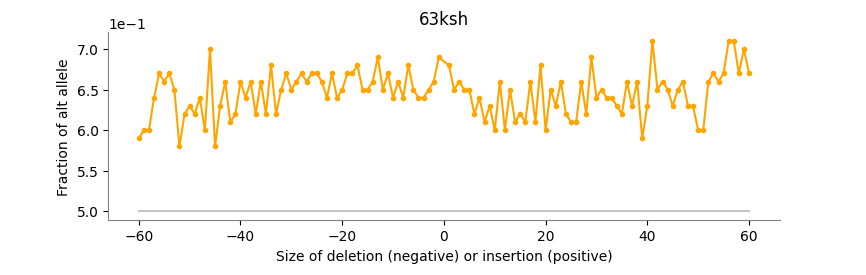 63ksh
1e−1
7.0
6.5
6.0
5.5
5.0
Fraction of alt allele
−60 −40 −20 0 20 40 60
Size of deletion (negative) or insertion (positive)